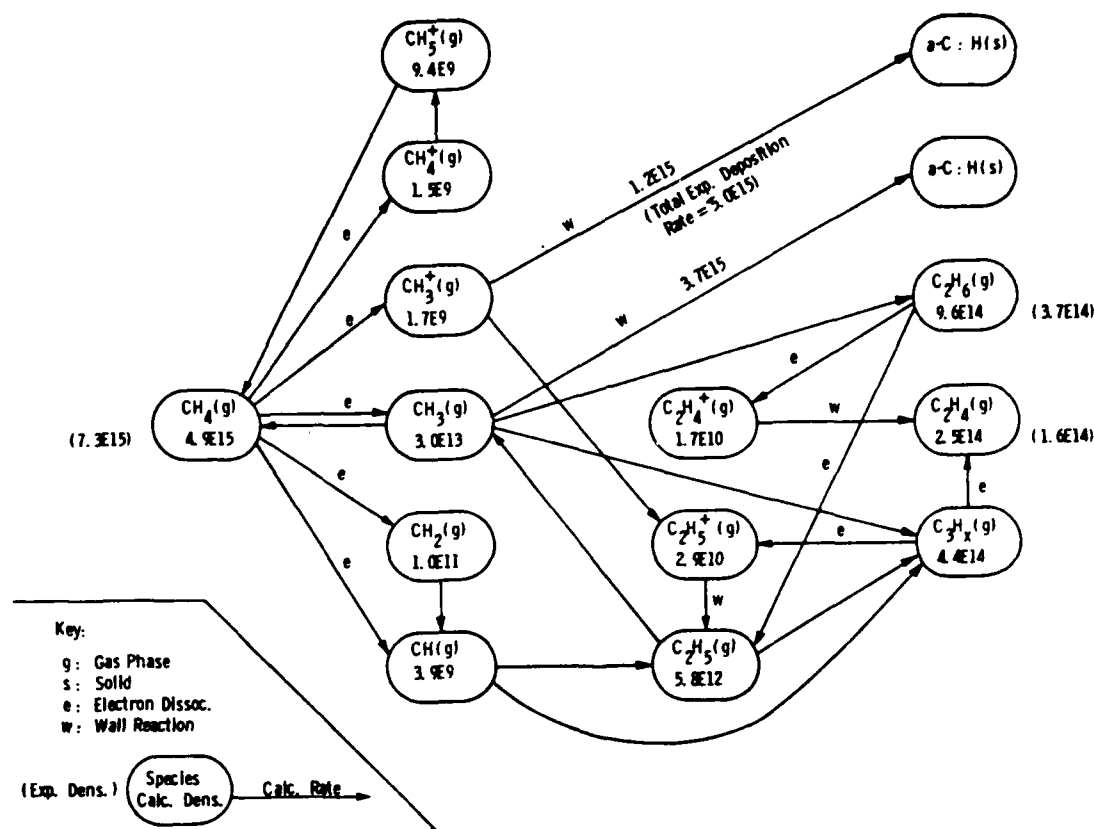 CH5+(g)
9.4E9
a-C : H(s)
CH4+(g)
1.5E9
1.2E15
(Total Exp. Deposition
Rate = 5.0E15)
w
a-C : H(s)
e
3.7E15
w
CH3+(g)
1.7E9
e
C2H6(g)
9.6E14
(3.7E14)
e
CH4(g)
4.9E15
(7.3E15)
e
CH3(g)
3.0E13
C2H4+(g)
1.7E10
w
C2H4(g)
2.5E14
(1.6E14)
e
e
e
CH2(g)
1.0E11
C2H5+(g)
2.9E10
e
C3Hx(g)
4.4E14
e
w
CH(g)
3.9E9
C2H5(g)
5.8E12
Key:
g: Gas Phase
s: Solid
e: Electron Dissoc.
w: Wall Reaction
(Exp. Dens.)
Species
Calc. Dens.
Calc. Rate